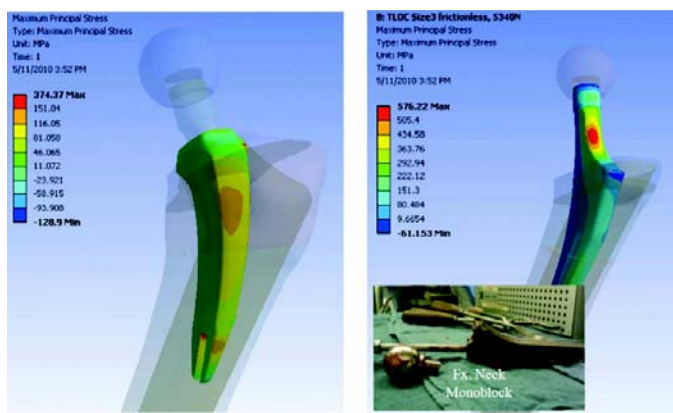 Maximum Principal Stress
Type: Maximum Principal Stress
Unit: MPa
Time: 1
5/11/2010 3:52 PM
374.37 Max
151.04
116.05
81.058
46.065
11.072
-23.921
-58.915
-93.908
-128.9 Min
B: TLOC Size3 frictionless, 5340N
Maximum Principal Stress
Type: Maximum Principal Stress
Unit: MPa
Time: 1
5/11/2010 3:52 PM
576.22 Max
505.4
434.58
363.76
292.94
222.12
151.3
80.484
9.6654
-61.153 Min
Fx. Neck
Monoblock